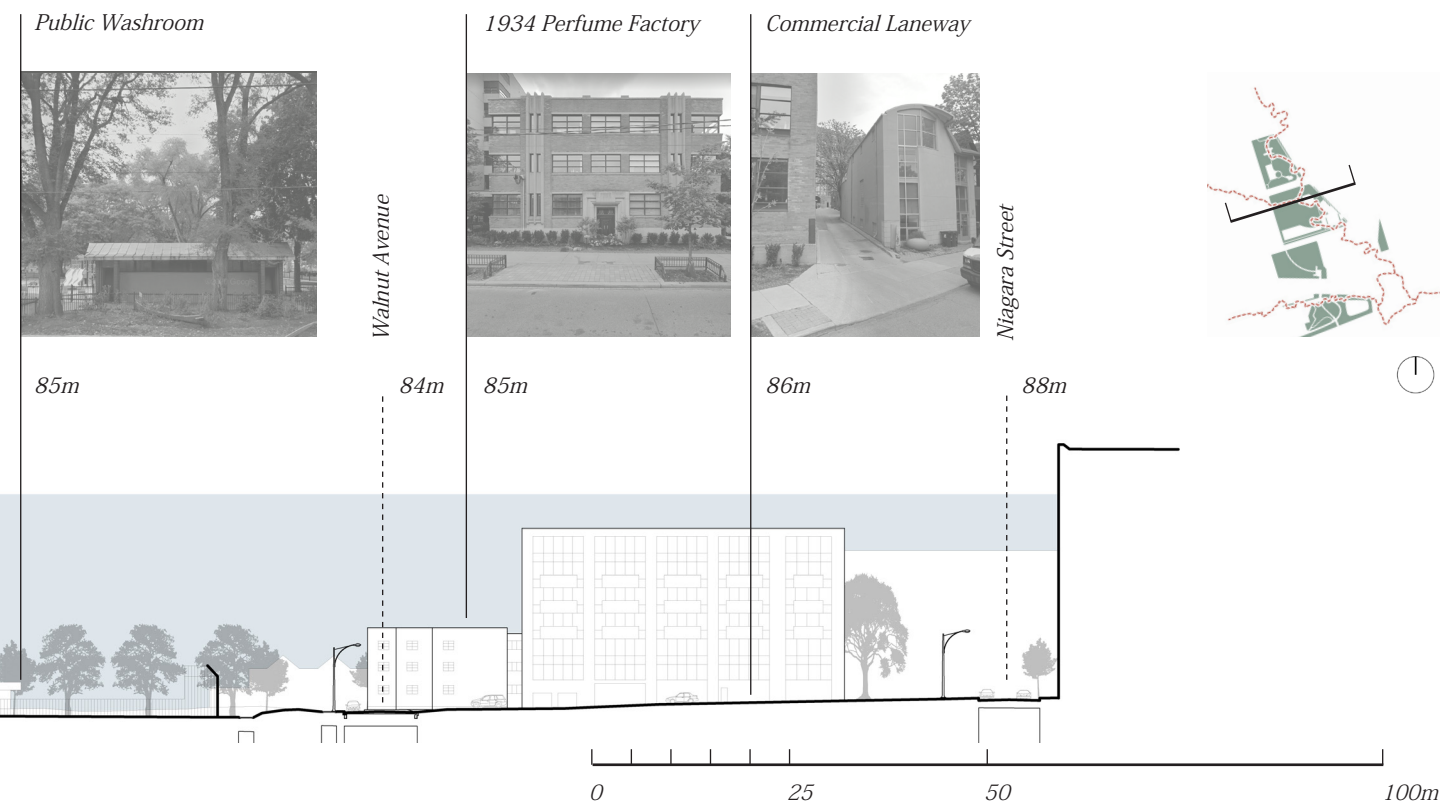 Public Washroom
1934 Perfume Factory
Commercial Laneway
Walnut Avenue
Niagara Street
85m
84m
85m
86m
88m
0
25
50
100m